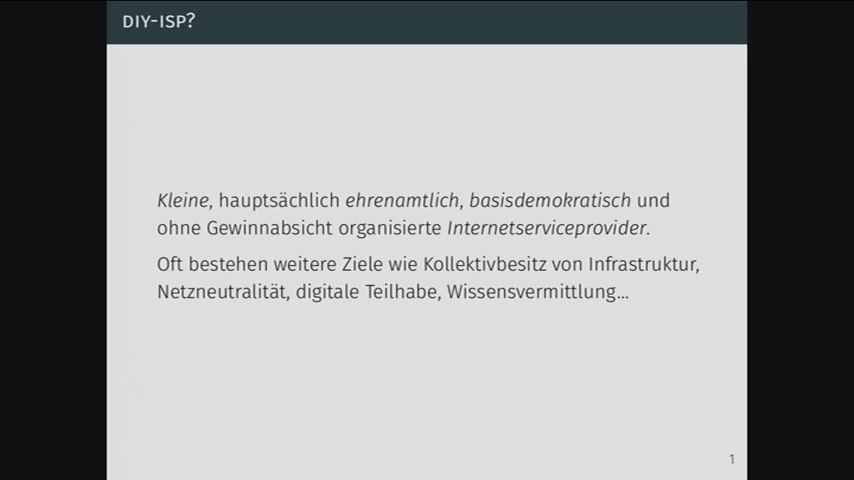 DIY-ISP?
Kleine, hauptsächlich ehrenamtlich, basisdemokratisch und
ohne Gewinnabsicht organisierte Internetserviceprovider.
Oft bestehen weitere Ziele wie Kollektivbesitz von Infrastruktur,
Netzneutralität, digitale Teilhabe, Wissensvermittlung...
1